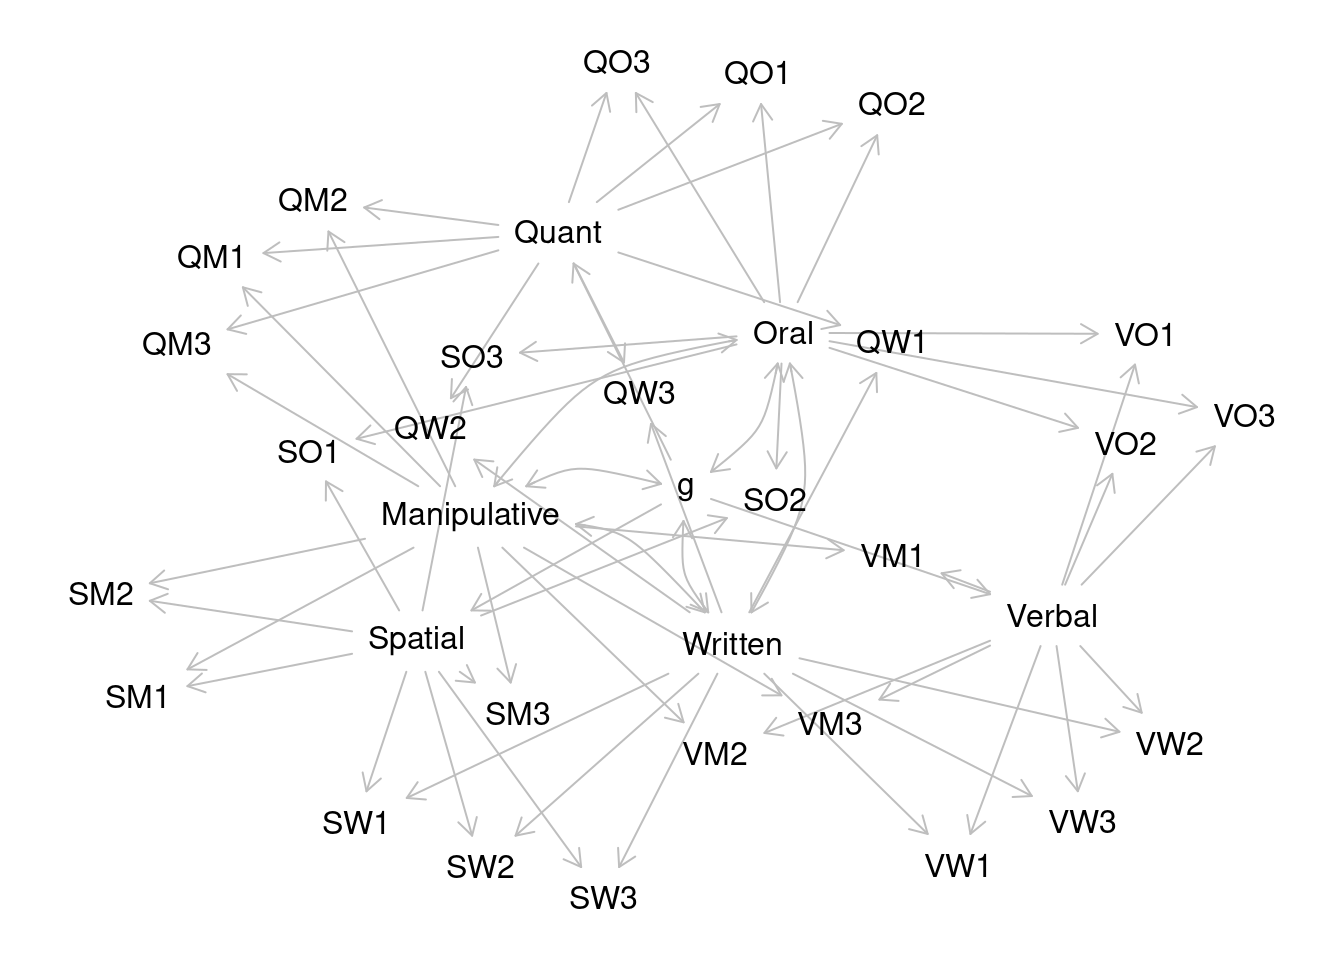 QO3
QO1
QO2
QM2
Quant
QM1
Oral
VO1
QW1
QM3
SO3
QW3
VO3
QW2
VO2
SO1
g
SO2
Manipulative
VM1
SM2
Verbal
Spatial
Written
SM1
SM3
VM3
VW2
VM2
SW1
VW3
SW2
VW1
SW3